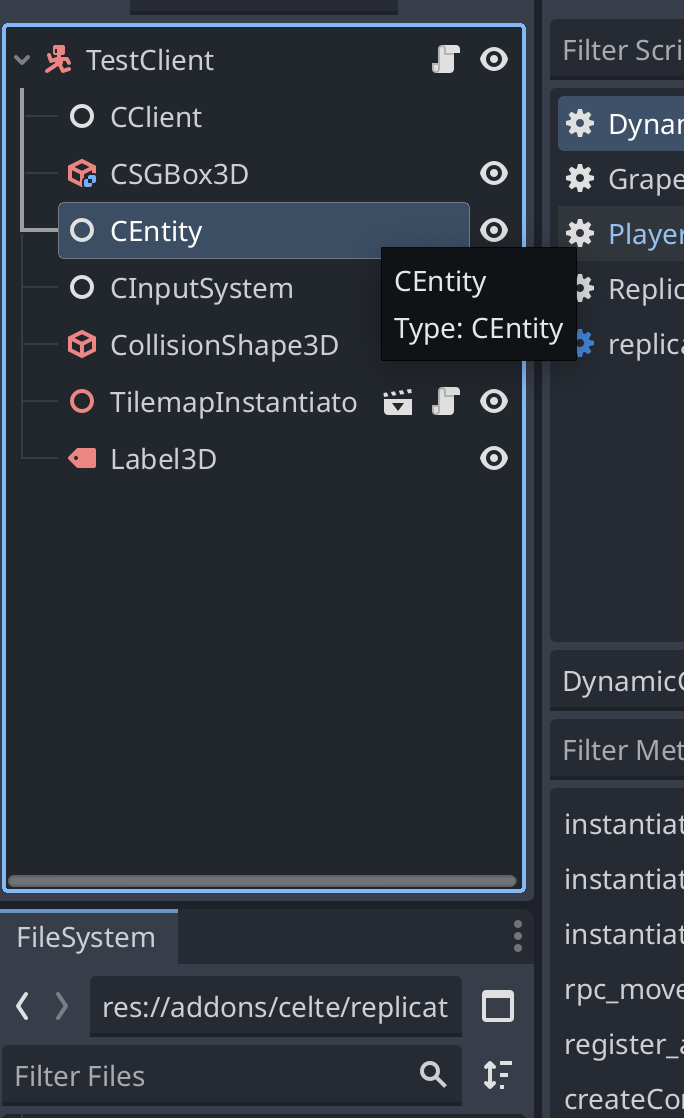 TestClient
CClient
CSGBox3D
CEntity
CInputSystem
CollisionShape3D
TilemapInstantiato
Label3D
CEntity
Type: CEntity
Filter Scri
Dynar
Grape
Player
Replic
replica
DynamicC
Filter Met
instantiat
instantiat
instantiat
rpc_move
register_a
createCor
FileSystem
res://addons/celte/replicat
Filter Files